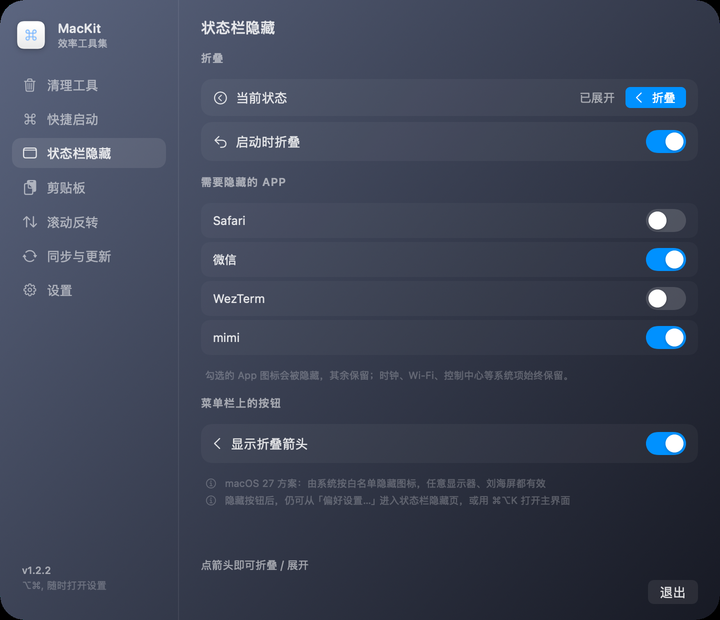 MacKit
效率工具集
清理工具
快捷启动
状态栏隐藏
剪贴板
滚动反转
同步与更新
设置
v1.2.2
⌥⌘, 随时打开设置
状态栏隐藏
折叠
当前状态
已展开
折叠
启动时折叠
需要隐藏的 APP
Safari
微信
WezTerm
mimi
勾选的 App 图标会被隐藏，其余保留；时钟、Wi-Fi、控制中心等系统项始终保留。
菜单栏上的按钮
显示折叠箭头
macOS 27 方案：由系统按白名单隐藏图标，任意显示器、刘海屏都有效
隐藏按钮后，仍可从「偏好设置…」进入状态栏隐藏页，或用 ⌘⌥K 打开主界面
点箭头即可折叠 / 展开
退出